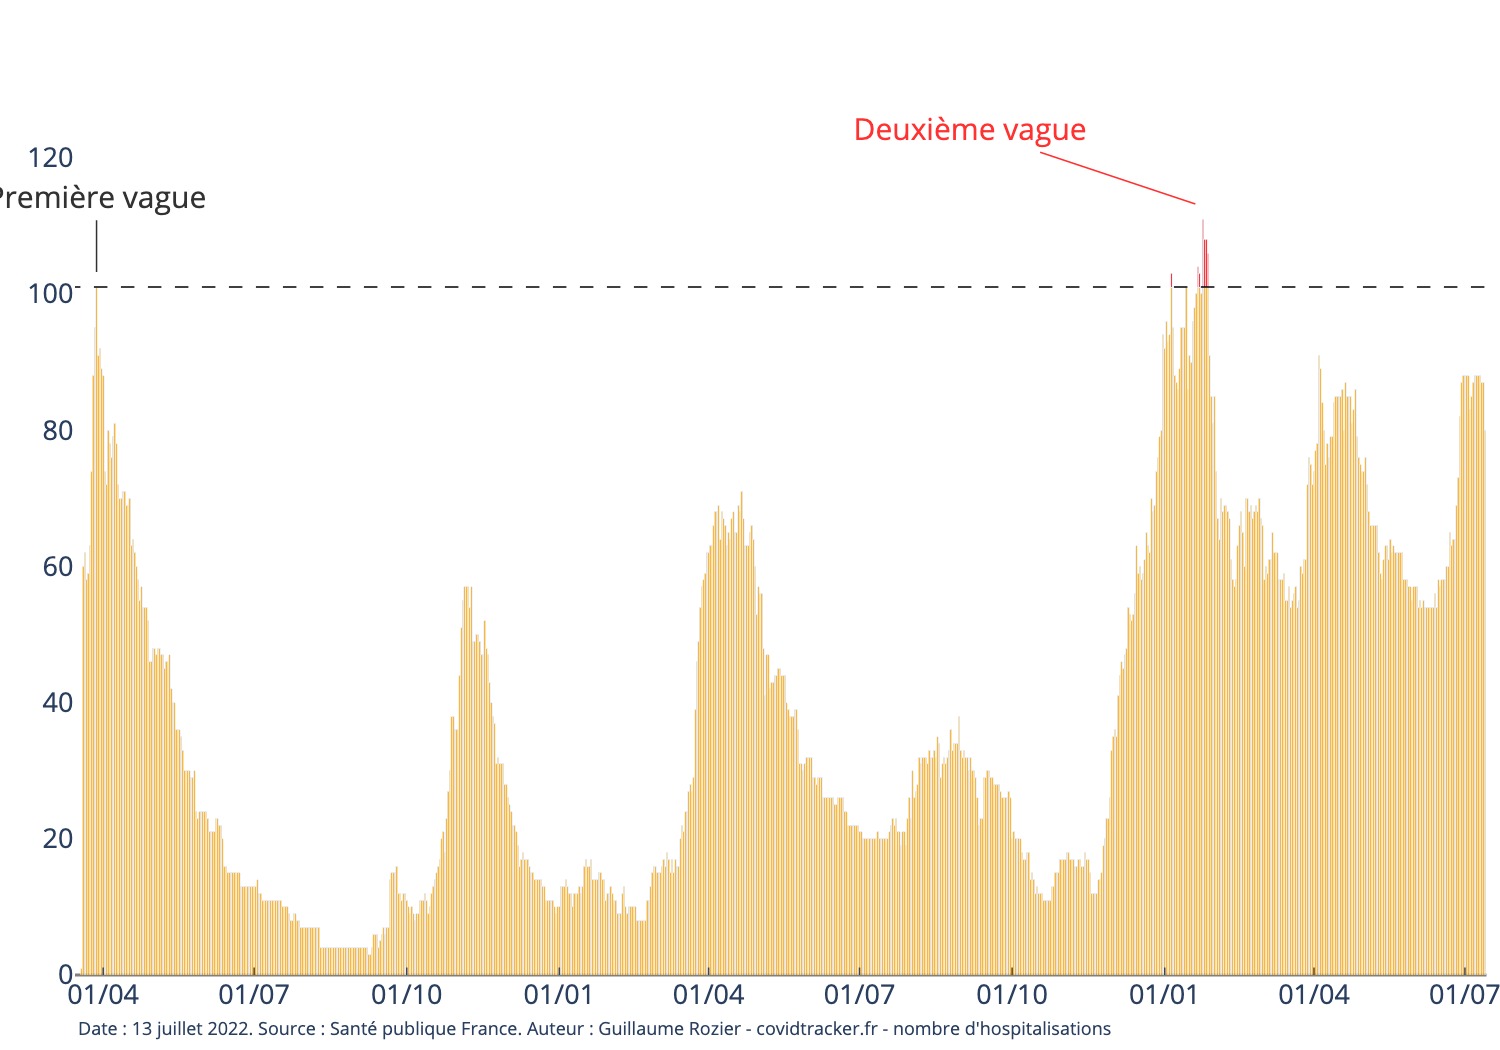 Deuxième vague
120
Première vague
100
80
60
40
20
0
01/04 01/07 01/10 01/01 01/04 01/07 01/10 01/01 01/04 01/07
Date : 13 juillet 2022. Source : Santé publique France. Auteur : Guillaume Rozier - covidtracker.fr - nombre d'hospitalisations